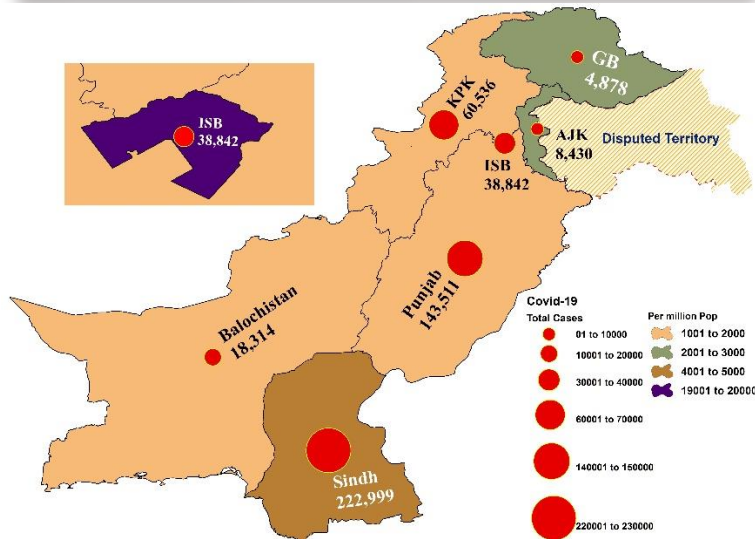 ISB
38,842
KPK
60,536
GB
4,878
AJK
8,430
Disputed Territory
ISB
38,842
Punjab
143,511
Balochistan
18,314
Sindh
222,999
Covid-19
Total Cases
01 to 10000
10001 to 20000
30001 to 40000
60001 to 70000
140001 to 150000
220001 to 230000
Per million Pop
1001 to 2000
2001 to 3000
4001 to 5000
19001 to 20000